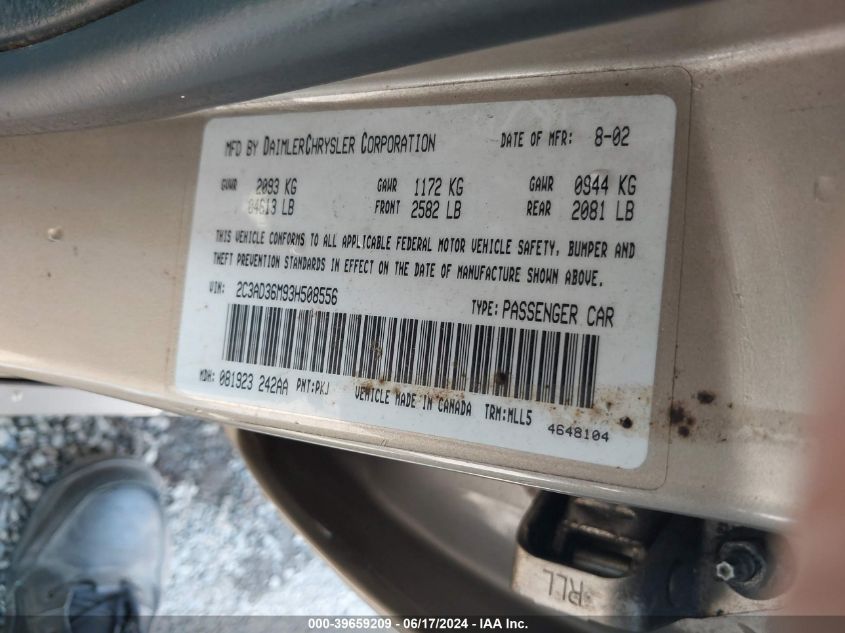 MFD BY DAIMLERCHRYSLER CORPORATION DATE OF MFR: 8-02
GVWR 2093 KG GAWR 1172 KG GAWR 0944 KG
04613 LB FRONT 2582 LB REAR 2081 LB
THIS VEHICLE CONFORMS TO ALL APPLICABLE FEDERAL MOTOR VEHICLE SAFETY, BUMPER AND
THEFT PREVENTION STANDARDS IN EFFECT ON THE DATE OF MANUFACTURE SHOWN ABOVE.
VIN: 2C3AD36M93H508556 TYPE: PASSENGER CAR
MDH: 081923 242AA PNT:PKJ VEHICLE MADE IN CANADA TRM:MLL5
4648104
RLL
000-39659209 - 06/17/2024 - IAA Inc.